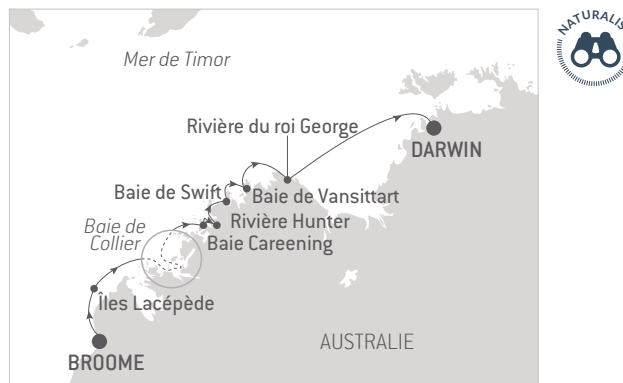 NATURALIS
Mer de Timor
Rivière du roi George
DARWIN
Baie de Swift
Baie de Vansittart
Baie de
Collier
Rivière Hunter
Baie Careening
Îles Lacépède
BROOME
AUSTRALIE